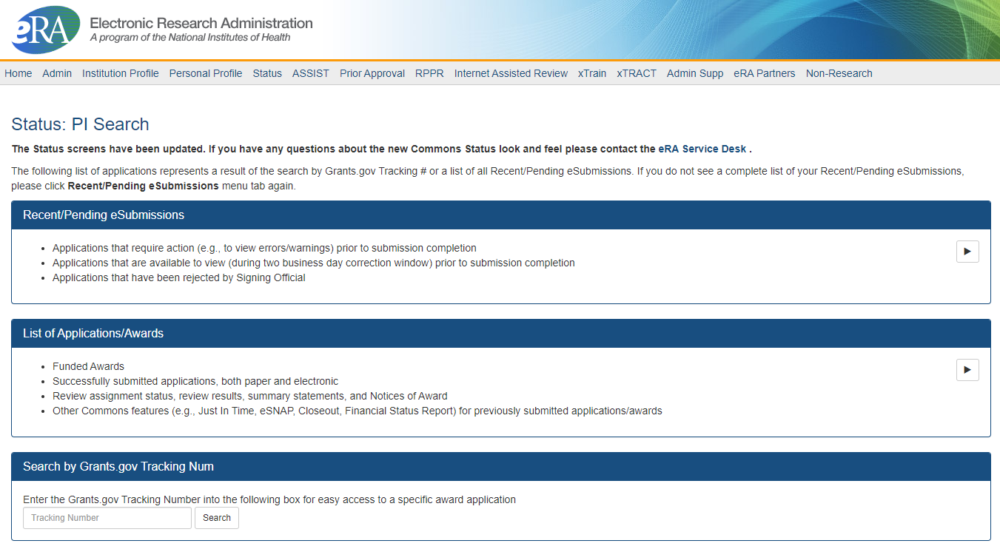 eRA
Electronic Research Administration
A program of the National Institutes of Health
Home Admin Institution Profile Personal Profile Status ASSIST Prior Approval RPPR Internet Assisted Review xTrain xTRACT Admin Supp eRA Partners Non-Research
Status: PI Search
The Status screens have been updated. If you have any questions about the new Commons Status look and feel please contact the eRA Service Desk .
The following list of applications represents a result of the search by Grants.gov Tracking # or a list of all Recent/Pending eSubmissions. If you do not see a complete list of your Recent/Pending eSubmissions,
please click Recent/Pending eSubmissions menu tab again.
Recent/Pending eSubmissions
• Applications that require action (e.g., to view errors/warnings) prior to submission completion
• Applications that are available to view (during two business day correction window) prior to submission completion
• Applications that have been rejected by Signing Official
List of Applications/Awards
• Funded Awards
• Successfully submitted applications, both paper and electronic
• Review assignment status, review results, summary statements, and Notices of Award
• Other Commons features (e.g., Just In Time, eSNAP, Closeout, Financial Status Report) for previously submitted applications/awards
Search by Grants.gov Tracking Num
Enter the Grants.gov Tracking Number into the following box for easy access to a specific award application
Tracking Number Search